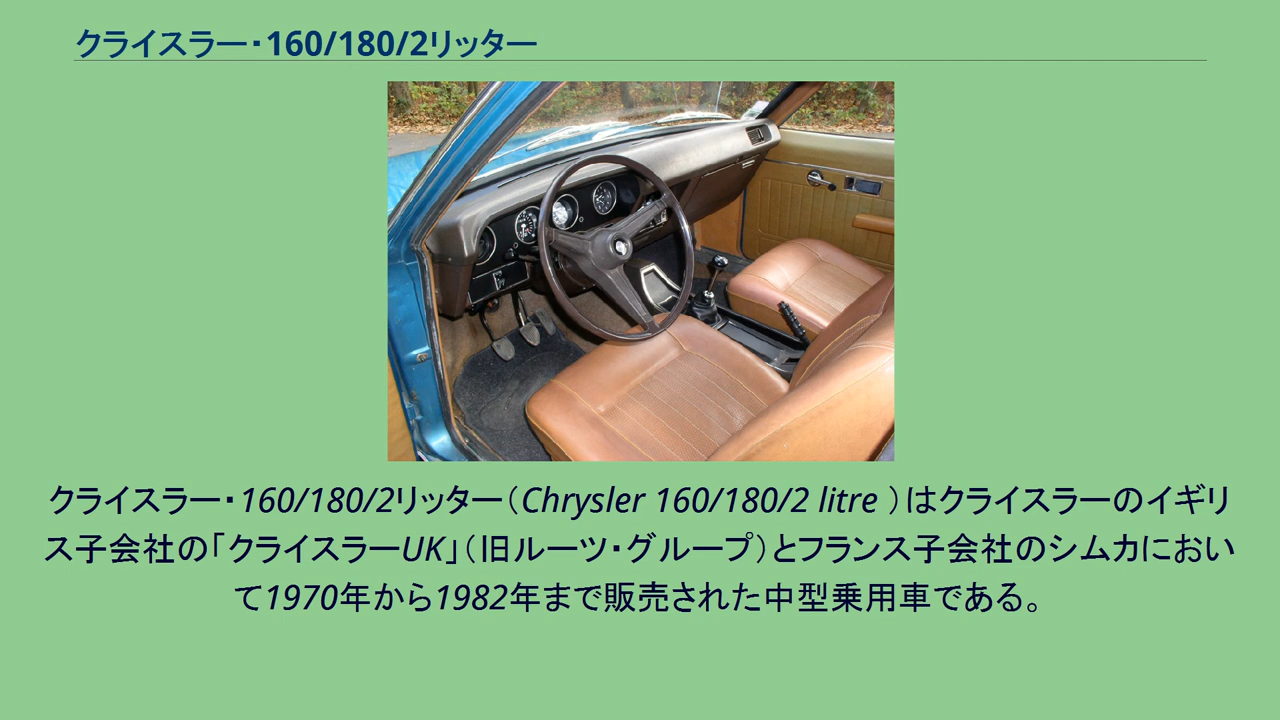 クライスラー・160/180/2リッター
クライスラー・160/180/2リッター（Chrysler 160/180/2 litre ）はクライスラーのイギリ
ス子会社の「クライスラーUK」（旧ルーツ・グループ）とフランス子会社のシムカにおい
て1970年から1982年まで販売された中型乗用車である。